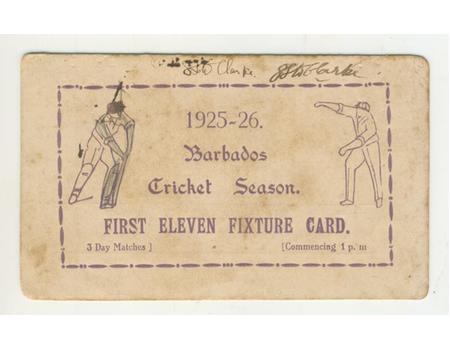 Clarke. Clarke.
1925-26.
Barbados
Cricket Season.
FIRST ELEVEN FIXTURE CARD.
3 Day Matches ] [Commencing 1 p. m